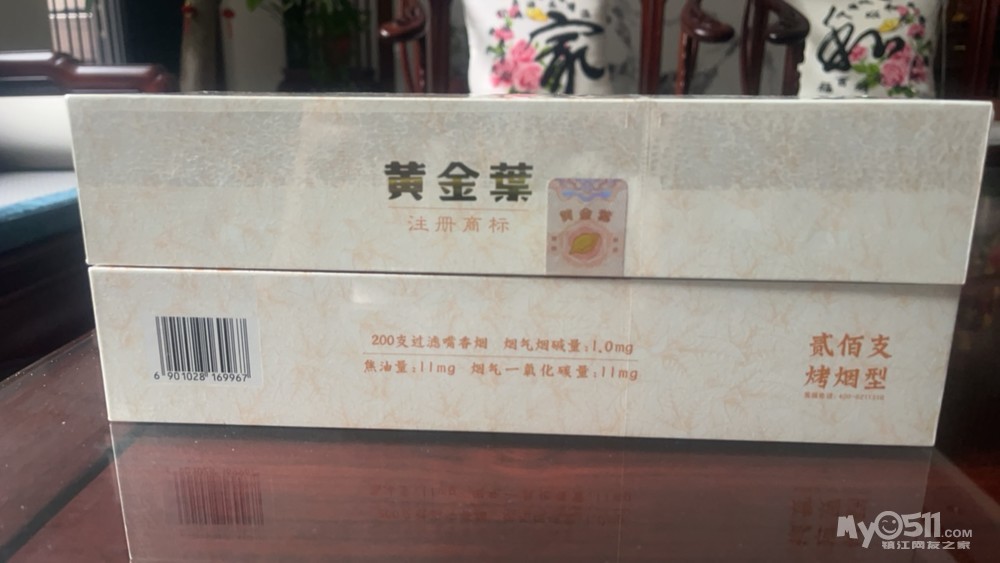 家
如
黄金葉
注册商标
黄金葉
200支过滤嘴香烟 烟气烟碱量:1.0mg
焦油量:11mg 烟气一氧化碳量:11mg
贰佰支
烤烟型
6 901028 169967
My0511.COM
镇江网友之家